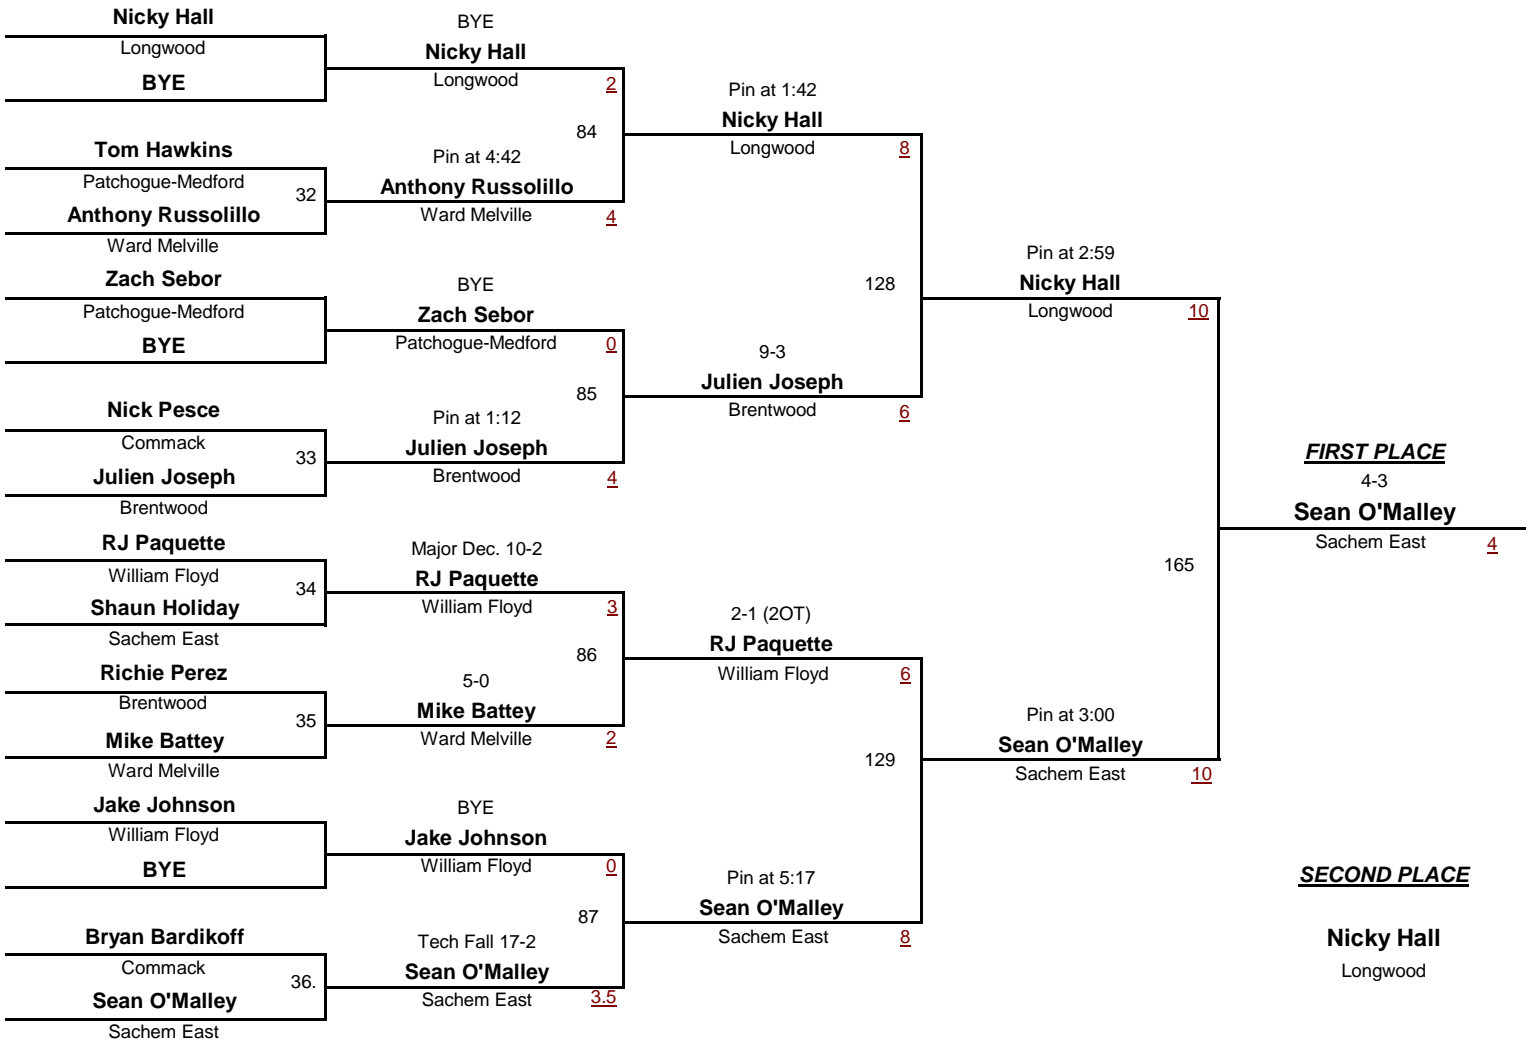 Nicky Hall
Longwood
BYE
Tom Hawkins
Patchogue-Medford
32
Anthony Russolillo
Ward Melville
Zach Sebor
Patchogue-Medford
BYE
Nick Pesce
Commack
33
Julien Joseph
Brentwood
RJ Paquette
William Floyd
34
Shaun Holiday
Sachem East
Richie Perez
Brentwood
35
Mike Battey
Ward Melville
Jake Johnson
William Floyd
BYE
Bryan Bardikoff
Commack
36.
Sean O'Malley
Sachem East
BYE
Nicky Hall
Longwood
2
84
Pin at 4:42
Anthony Russolillo
Ward Melville
4
BYE
Zach Sebor
Patchogue-Medford
0
85
Pin at 1:12
Julien Joseph
Brentwood
4
Major Dec. 10-2
RJ Paquette
William Floyd
3
86
5-0
Mike Battey
Ward Melville
2
BYE
Jake Johnson
William Floyd
0
87
Tech Fall 17-2
Sean O'Malley
Sachem East
3.5
Pin at 1:42
Nicky Hall
Longwood
8
128
9-3
Julien Joseph
Brentwood
6
2-1 (2OT)
RJ Paquette
William Floyd
6
129
Pin at 5:17
Sean O'Malley
Sachem East
8
Pin at 2:59
Nicky Hall
Longwood
10
165
Pin at 3:00
Sean O'Malley
Sachem East
10
FIRST PLACE
4-3
Sean O'Malley
Sachem East
4
SECOND PLACE
Nicky Hall
Longwood